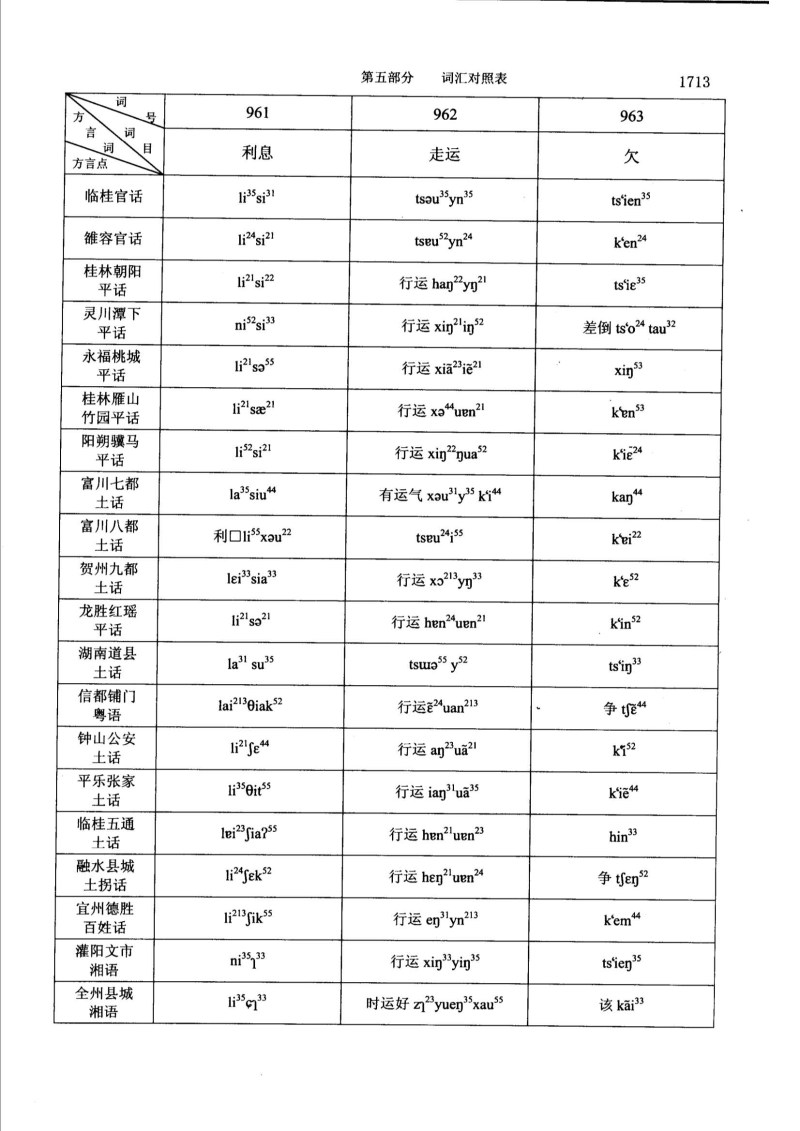 第五部分 词汇对照表 1713
词号 961 962 963
方言词目
词
方言点 利息 走运 欠
临桂官话 li³⁵si³¹ tsəu³⁵yn³⁵ tsʻien³⁵
雒容官话 li²⁴si²¹ tsɐu⁵²yn²⁴ kʻen²⁴
桂林朝阳
平话 li²¹si²² 行运 haŋ²²yŋ²¹ tsʻiɛ³⁵
灵川潭下
平话 ni⁵²si³³ 行运 xiŋ²¹iŋ⁵² 差倒 tsʻo²⁴ tau³²
永福桃城
平话 li²¹sə⁵⁵ 行运 xiã²³iẽ²¹ xiŋ⁵³
桂林雁山
竹园平话 li²¹sæ²¹ 行运 xə⁴⁴uɐn²¹ kʻɐn⁵³
阳朔骥马
平话 li⁵²si²¹ 行运 xiŋ²²ŋua⁵² kʻiɛ̃²⁴
富川七都
土话 la³⁵siu⁴⁴ 有运气 xəu³¹y³⁵ kʻi⁴⁴ kaŋ⁴⁴
富川八都
土话 利□li⁵⁵xəu²² tsɐu²⁴i⁵⁵ kʻɐi²²
贺州九都
土话 lɛi³³sia³³ 行运 xɔ²¹³yŋ³³ kʻɛ⁵²
龙胜红瑶
平话 li²¹sə²¹ 行运 hɐn²⁴uɐn²¹ kʻin⁵²
湖南道县
土话 la³¹ su³⁵ tsɯə⁵⁵ y⁵² tsʻiŋ³³
信都铺门
粤语 lai²¹³θiak⁵² 行运ɛ̃²⁴uan²¹³ 争 tʃɛ̃⁴⁴
钟山公安
土话 li²¹ʃɛ⁴⁴ 行运 aŋ²³uã²¹ kʻĩ⁵²
平乐张家
土话 li³⁵θit⁵⁵ 行运 iaŋ³¹uã³⁵ kʻiẽ⁴⁴
临桂五通
土话 lɐi²³ʃiaʔ⁵⁵ 行运 hɐn²¹uɐn²³ hin³³
融水县城
土拐话 li²⁴ʃɛk⁵² 行运 hɐŋ²¹uɐn²⁴ 争 tʃɛŋ⁵²
宜州德胜
百姓话 li²¹³ʃik⁵⁵ 行运 eŋ³¹yn²¹³ kʻem⁴⁴
灌阳文市
湘语 ni³⁵ʅ³³ 行运 xiŋ³³yiŋ³⁵ tsʻieŋ³⁵
全州县城
湘语 li³⁵ɕʅ³³ 时运好 zʅ²³yueŋ³⁵xau⁵⁵ 该 kãi³³